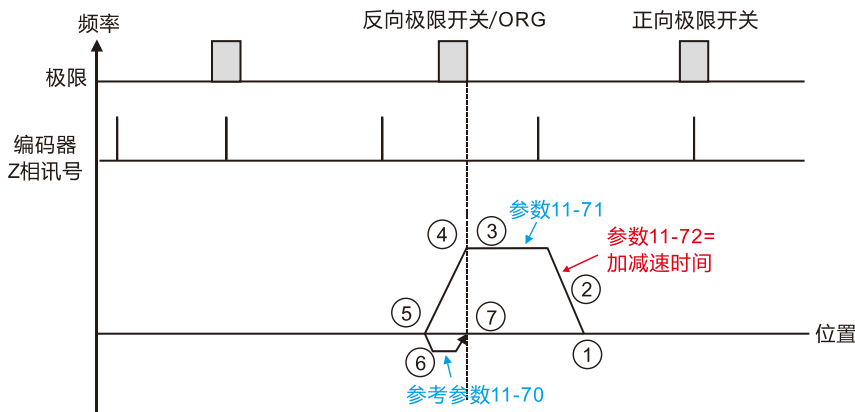 频率
反向极限开关/ORG
正向极限开关
极限
编码器
Z相讯号
参数11-71
④
③
参数11-72=
加减速时间
②
⑤
⑦
位置
①
⑥
参考参数11-70